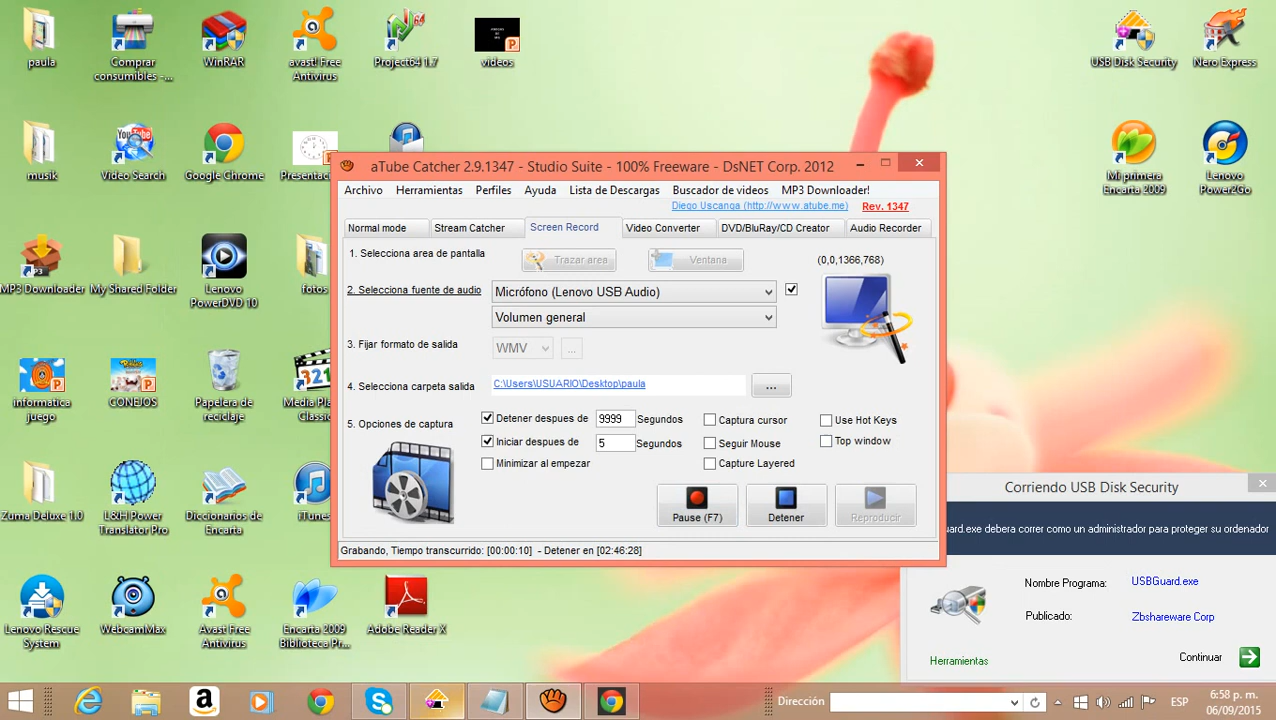 paula
Comprar
consumibles -...
WinRAR
avast! Free
Antivirus
Project64 1.7
videos
USB Disk Security
Nero Express
musik
Video Search
Google Chrome
Mi primera
Encarta 2009
Lenovo
Power2Go
MP3 Downloader
My Shared Folder
Lenovo
PowerDVD 10
fotos
informatica
juego
CONEJOS
Papelera de
reciclaje
Zuma Deluxe 1.0
L&H Power
Translator Pro
Diccionarios de
Encarta
Lenovo Rescue
System
WebcamMax
Avast Free
Antivirus
Encarta 2009
Biblioteca Pr...
Adobe Reader X
aTube Catcher 2.9.1347 - Studio Suite - 100% Freeware - DsNET Corp. 2012
Archivo Herramientas Perfiles Ayuda Lista de Descargas Buscador de videos MP3 Downloader!
Diego Uscanga (http://www.atube.me) Rev. 1347
Normal mode Stream Catcher Screen Record Video Converter DVD/BluRay/CD Creator Audio Recorder
1. Selecciona area de pantalla Trazar area Ventana (0,0,1366,768)
2. Selecciona fuente de audio Micrófono (Lenovo USB Audio)
Volumen general
3. Fijar formato de salida WMV ...
4. Selecciona carpeta salida C:\Users\USUARIO\Desktop\paula ...
5. Opciones de captura Detener despues de 9999 Segundos Captura cursor Use Hot Keys
Iniciar despues de 5 Segundos Seguir Mouse Top window
Minimizar al empezar Capture Layered
Pause (F7) Detener Reproducir
Grabando, Tiempo transcurrido: [00:00:10] - Detener en [02:46:28]
Corriendo USB Disk Security
debera correr como un administrador para proteger su ordenador
Nombre Programa: USBGuard.exe
Publicado: Zbshareware Corp
Herramientas Continuar
Dirección
ESP
6:58 p. m.
06/09/2015